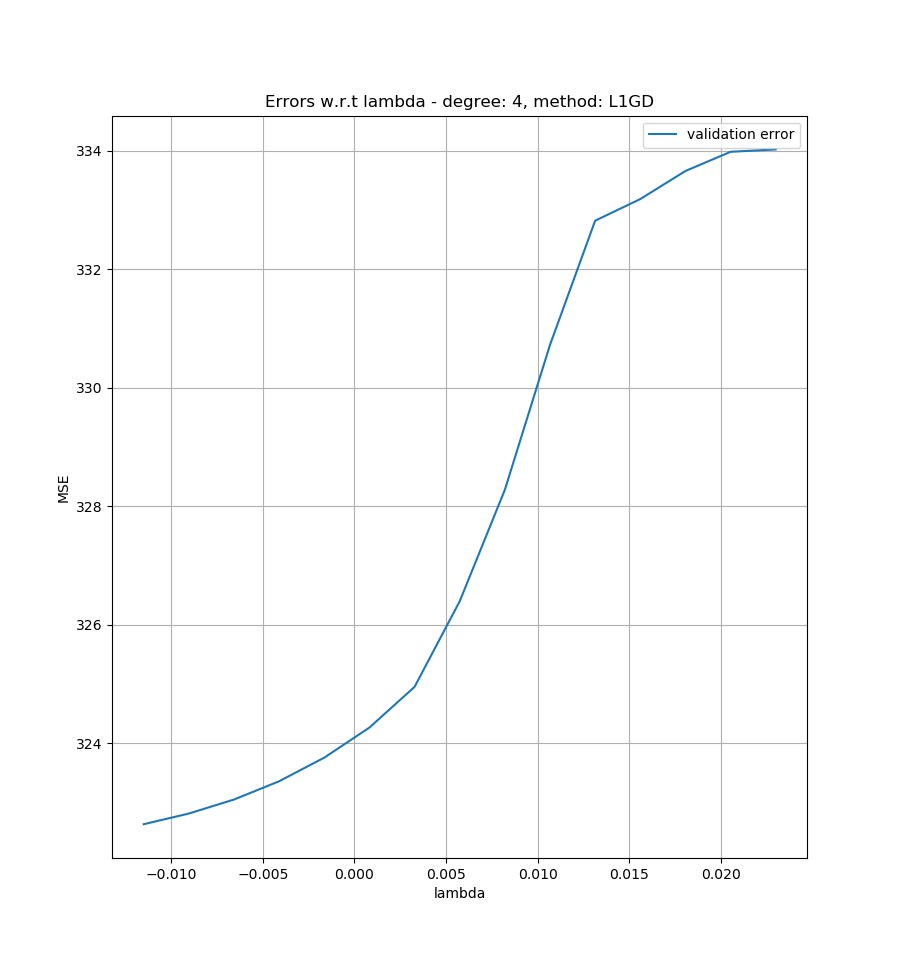 Errors w.r.t lambda - degree: 4, method: L1GD
validation error
334
332
330
328
326
324
MSE
−0.010 −0.005 0.000 0.005 0.010 0.015 0.020
lambda